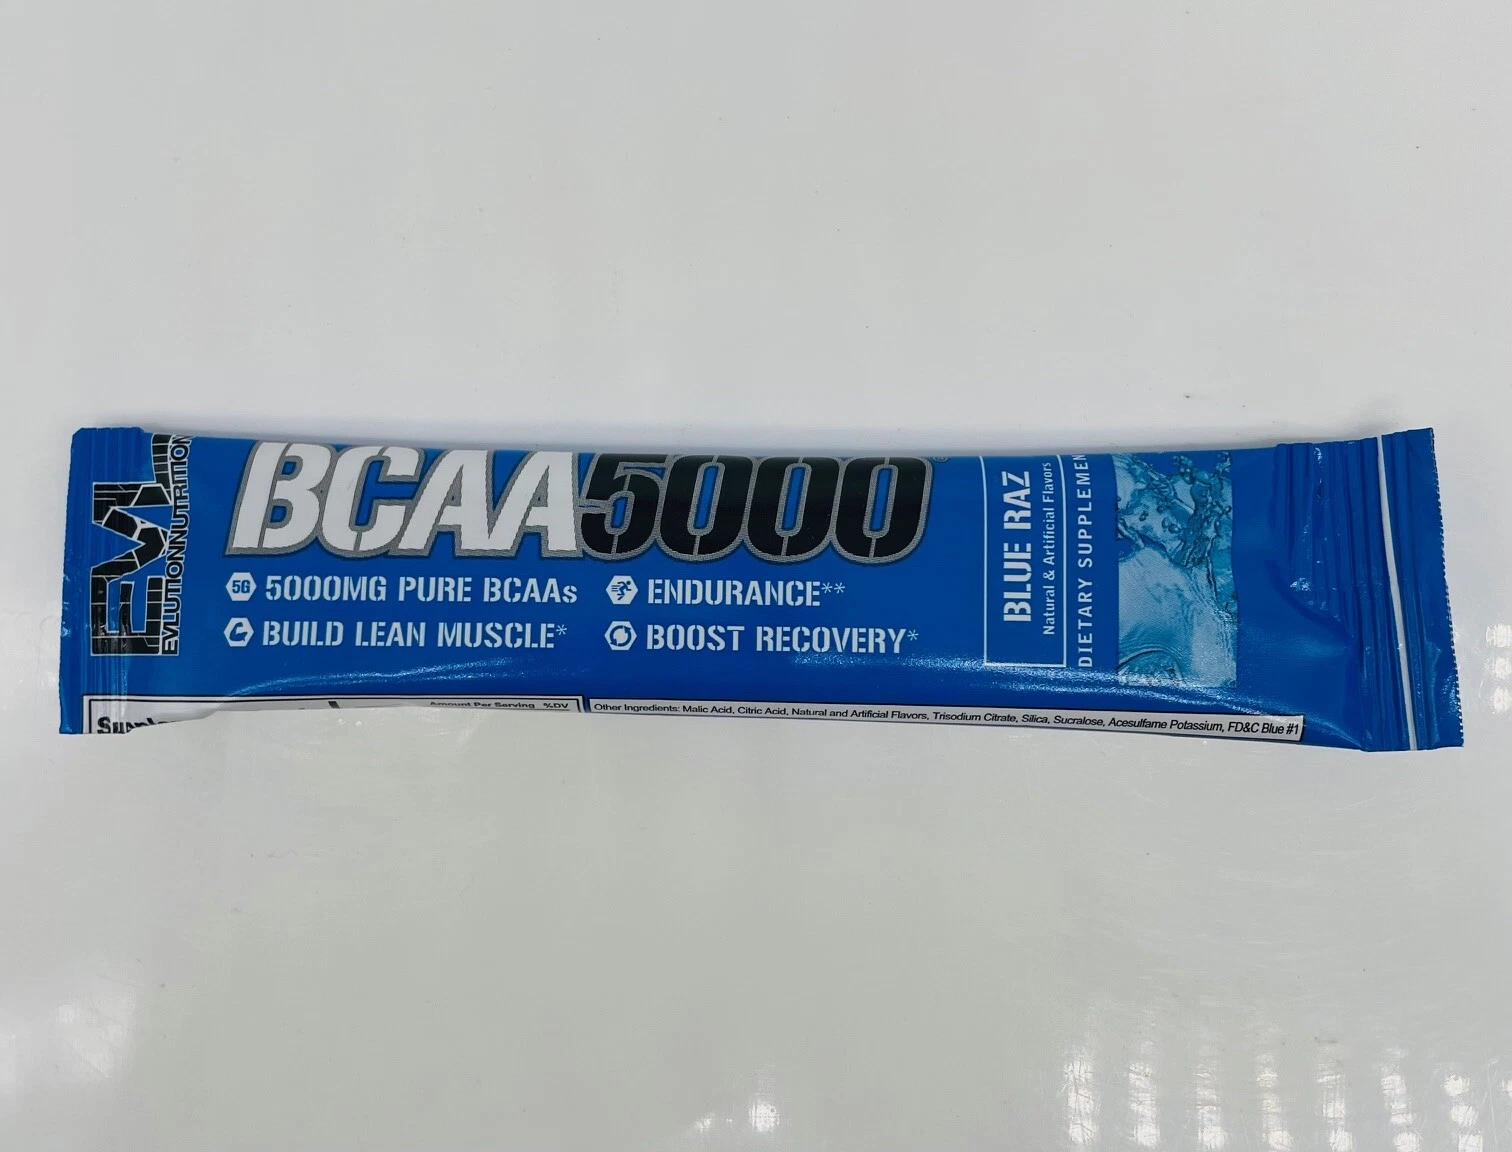 EVL
EVLUTIONNUTRITION
BCAA5000
5G 5000MG PURE BCAAs
ENDURANCE**
BUILD LEAN MUSCLE*
BOOST RECOVERY*
BLUE RAZ
Natural & Artificial Flavors
DIETARY SUPPLEMEN
Amount Per Serving %DV
Other Ingredients: Malic Acid, Citric Acid, Natural and Artificial Flavors, Trisodium Citrate, Silica, Sucralose, Acesulfame Potassium, FD&C Blue #1